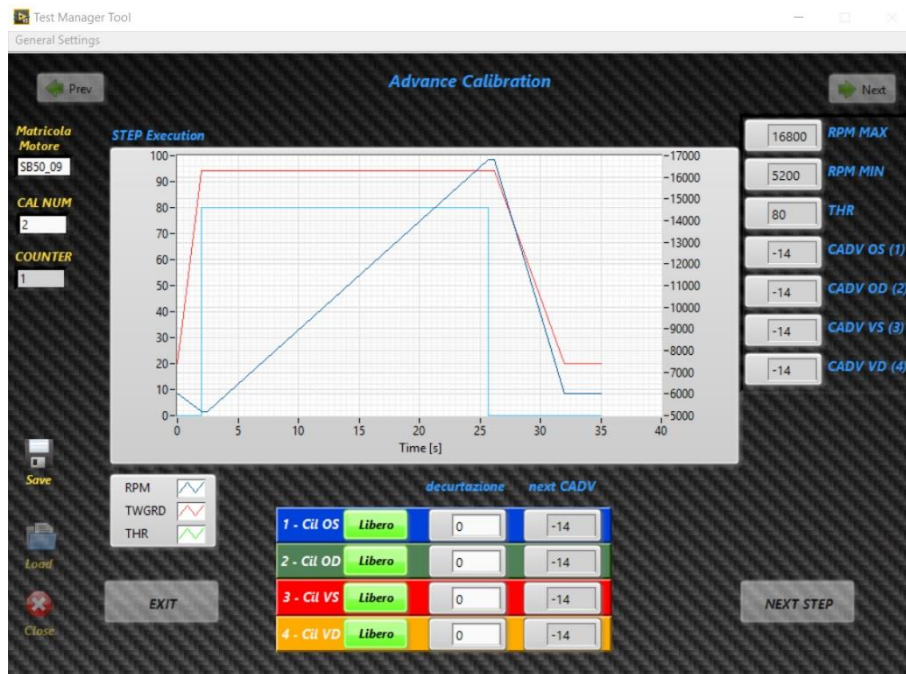 Test Manager Tool
General Settings
Prev
Advance Calibration
Next
Matricola
Motore
SB50_09
CAL NUM
2
COUNTER
1
STEP Execution
100
90
80
70
60
50
40
30
20
10
0
17000
16000
15000
14000
13000
12000
11000
10000
9000
8000
7000
6000
5000
0 5 10 15 20 25 30 35 40
Time [s]
16800 RPM MAX
5200 RPM MIN
80 THR
-14 CADV OS (1)
-14 CADV OD (2)
-14 CADV VS (3)
-14 CADV VD (4)
Save
Load
Close
RPM
TWGRD
THR
EXIT
decurtazione next CADV
1 - Cil OS Libero 0 -14
2 - Cil OD Libero 0 -14
3 - Cil VS Libero 0 -14
4 - Cil VD Libero 0 -14
NEXT STEP